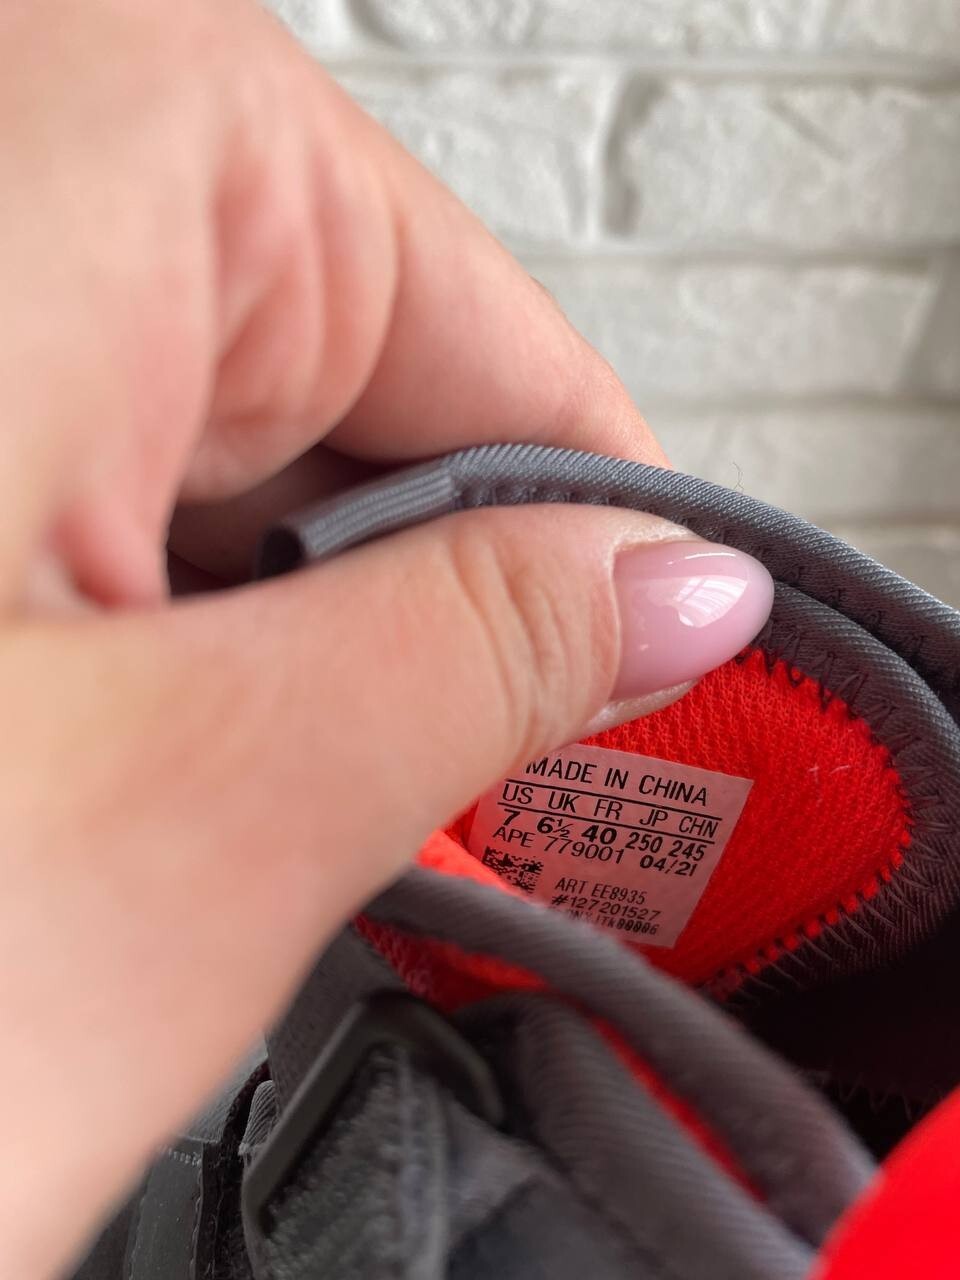 MADE IN CHINA
US UK FR JP CHN
7 6½ 40 250 245
APE 779001 04/21
ART EE8935
#127201527